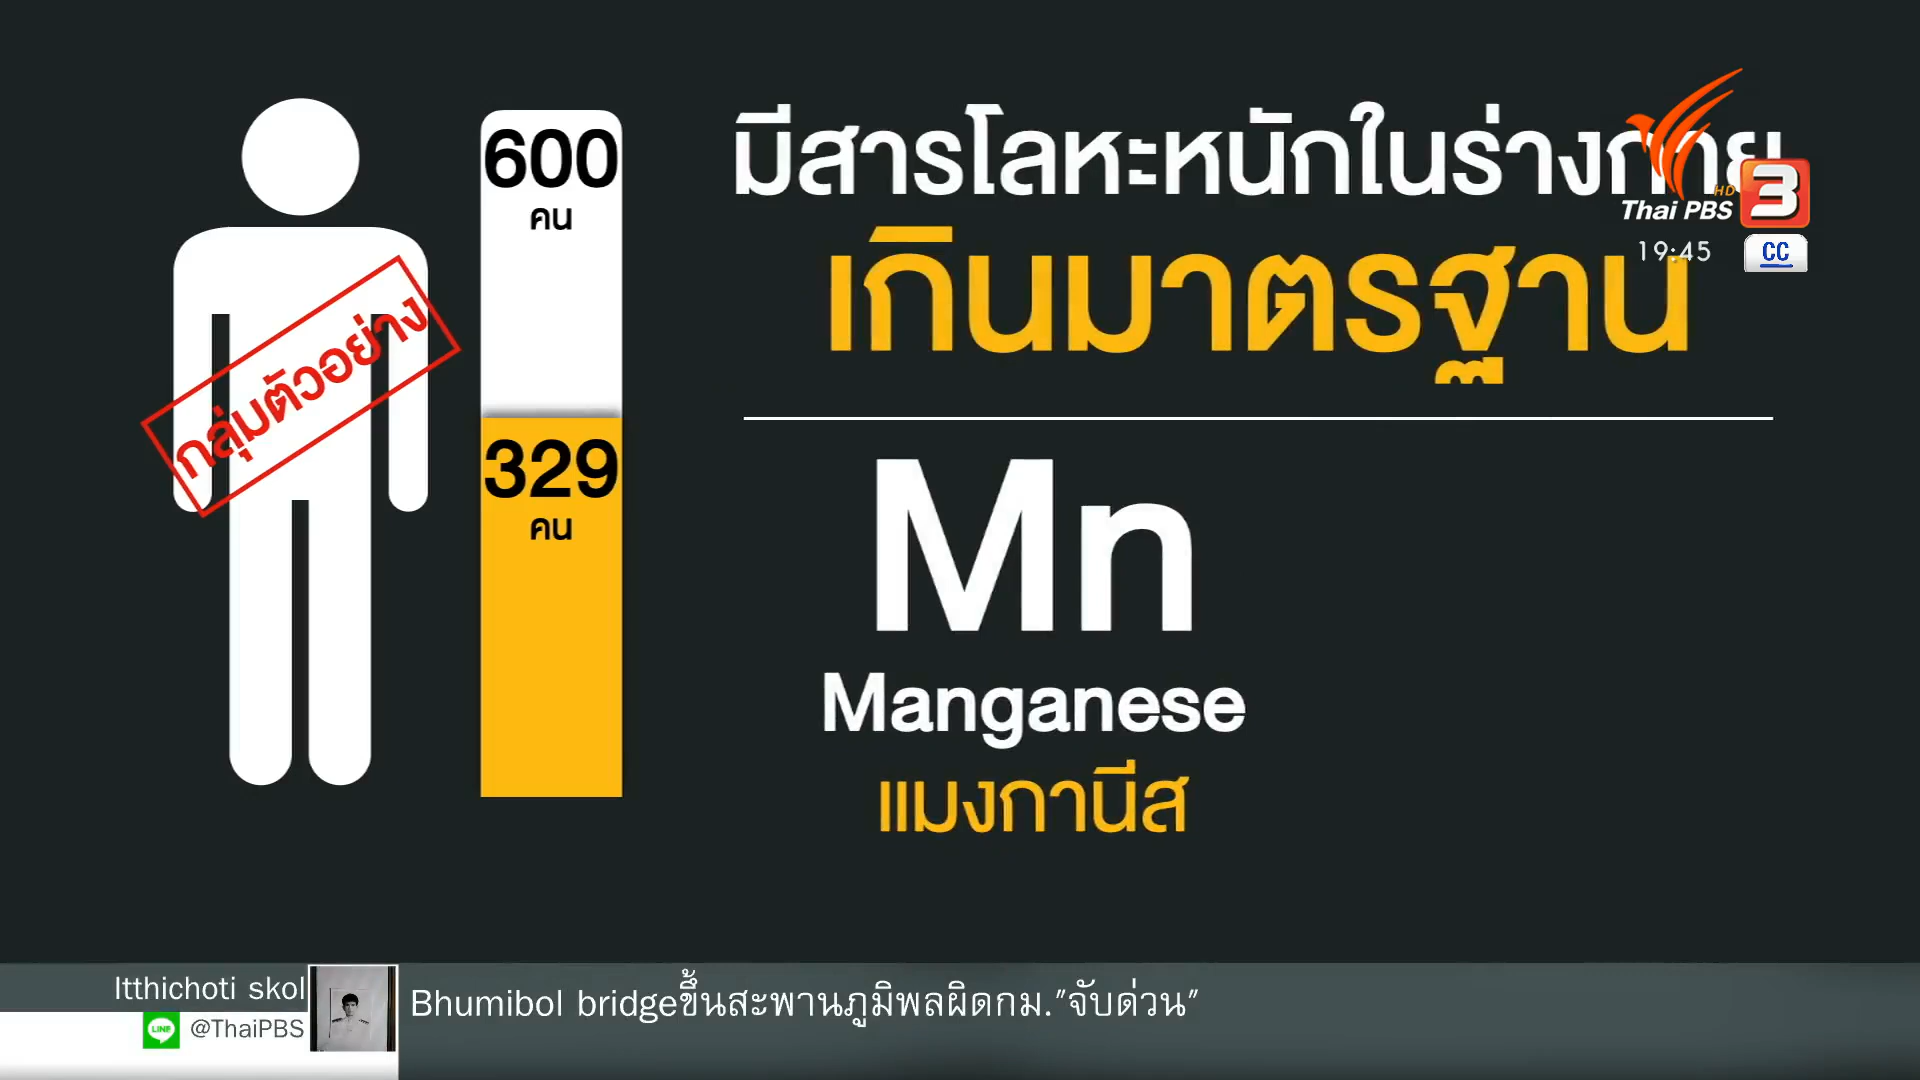 มีสารโลหะหนักในร่างกาย
เกินมาตรฐาน
600
คน
329
คน
กลุ่มตัวอย่าง
Mn
Manganese
แมงกานีส
HD
Thai PBS 3
19:45 CC
Itthichoti skol
LINE @ThaiPBS
Bhumibol bridgeขึ้นสะพานภูมิพลผิดกม."จับด่วน"